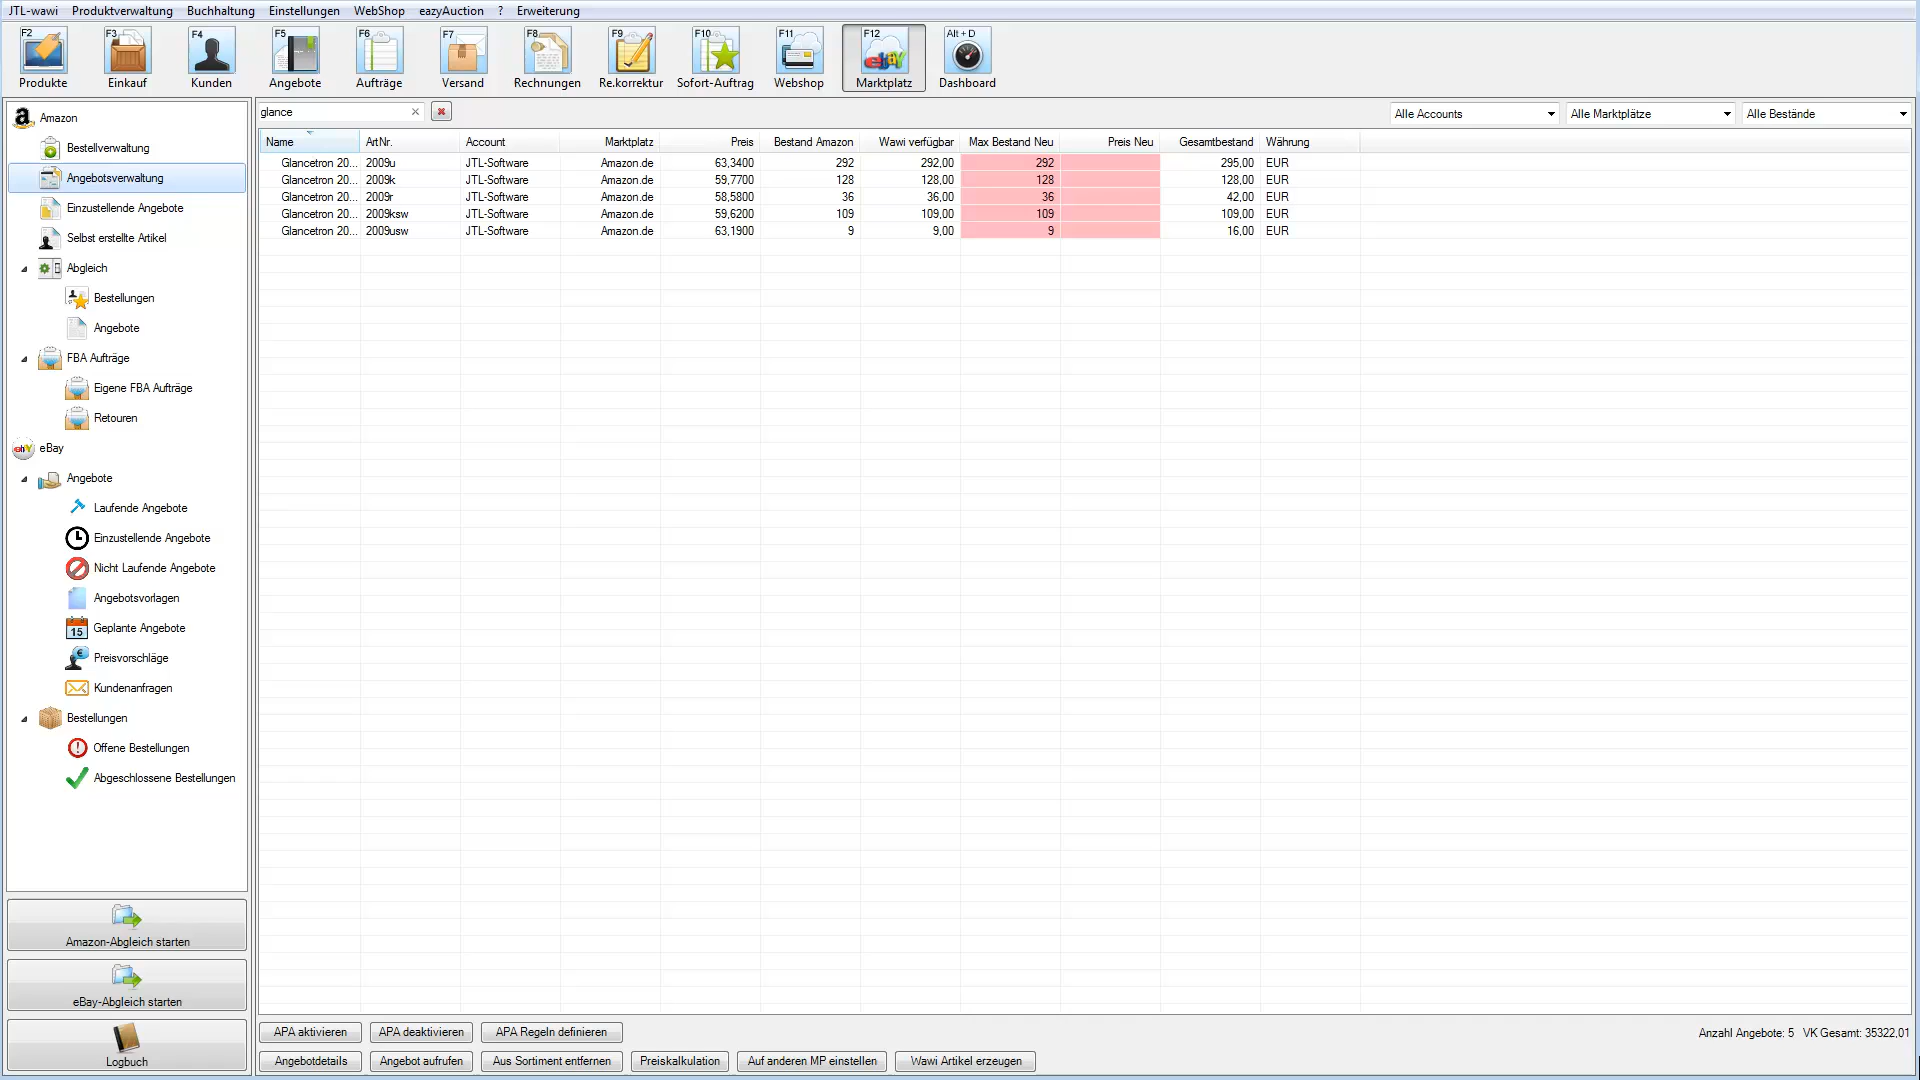 JTL-wawi Produktverwaltung Buchhaltung Einstellungen WebShop eazyAuction ? Erweiterung
F2 F3 F4 F5 F6 F7 F8 F9 F10 F11 F12 Alt + D
Produkte Einkauf Kunden Angebote Aufträge Versand Rechnungen Re.korrektur Sofort-Auftrag Webshop Marktplatz Dashboard
Amazon
Bestellverwaltung
Angebotsverwaltung
Einzustellende Angebote
Selbst erstellte Artikel
Abgleich
Bestellungen
Angebote
FBA Aufträge
Eigene FBA Aufträge
Retouren
eBay
Angebote
Laufende Angebote
Einzustellende Angebote
Nicht Laufende Angebote
Angebotsvorlagen
15 Geplante Angebote
Preisvorschläge
Kundenanfragen
Bestellungen
Offene Bestellungen
Abgeschlossene Bestellungen
Amazon-Abgleich starten
eBay-Abgleich starten
Logbuch
glance
Alle Accounts Alle Marktplätze Alle Bestände
Name ArtNr. Account Marktplatz Preis Bestand Amazon Wawi verfügbar Max Bestand Neu Preis Neu Gesamtbestand Währung
Glancetron 20... 2009u JTL-Software Amazon.de 63,3400 292 292,00 292 295,00 EUR
Glancetron 20... 2009k JTL-Software Amazon.de 59,7700 128 128,00 128 128,00 EUR
Glancetron 20... 2009r JTL-Software Amazon.de 58,5800 36 36,00 36 42,00 EUR
Glancetron 20... 2009ksw JTL-Software Amazon.de 59,6200 109 109,00 109 109,00 EUR
Glancetron 20... 2009usw JTL-Software Amazon.de 63,1900 9 9,00 9 16,00 EUR
APA aktivieren APA deaktivieren APA Regeln definieren
Anzahl Angebote: 5 VK Gesamt: 35322,01
Angebotdetails Angebot aufrufen Aus Sortiment entfernen Preiskalkulation Auf anderen MP einstellen Wawi Artikel erzeugen